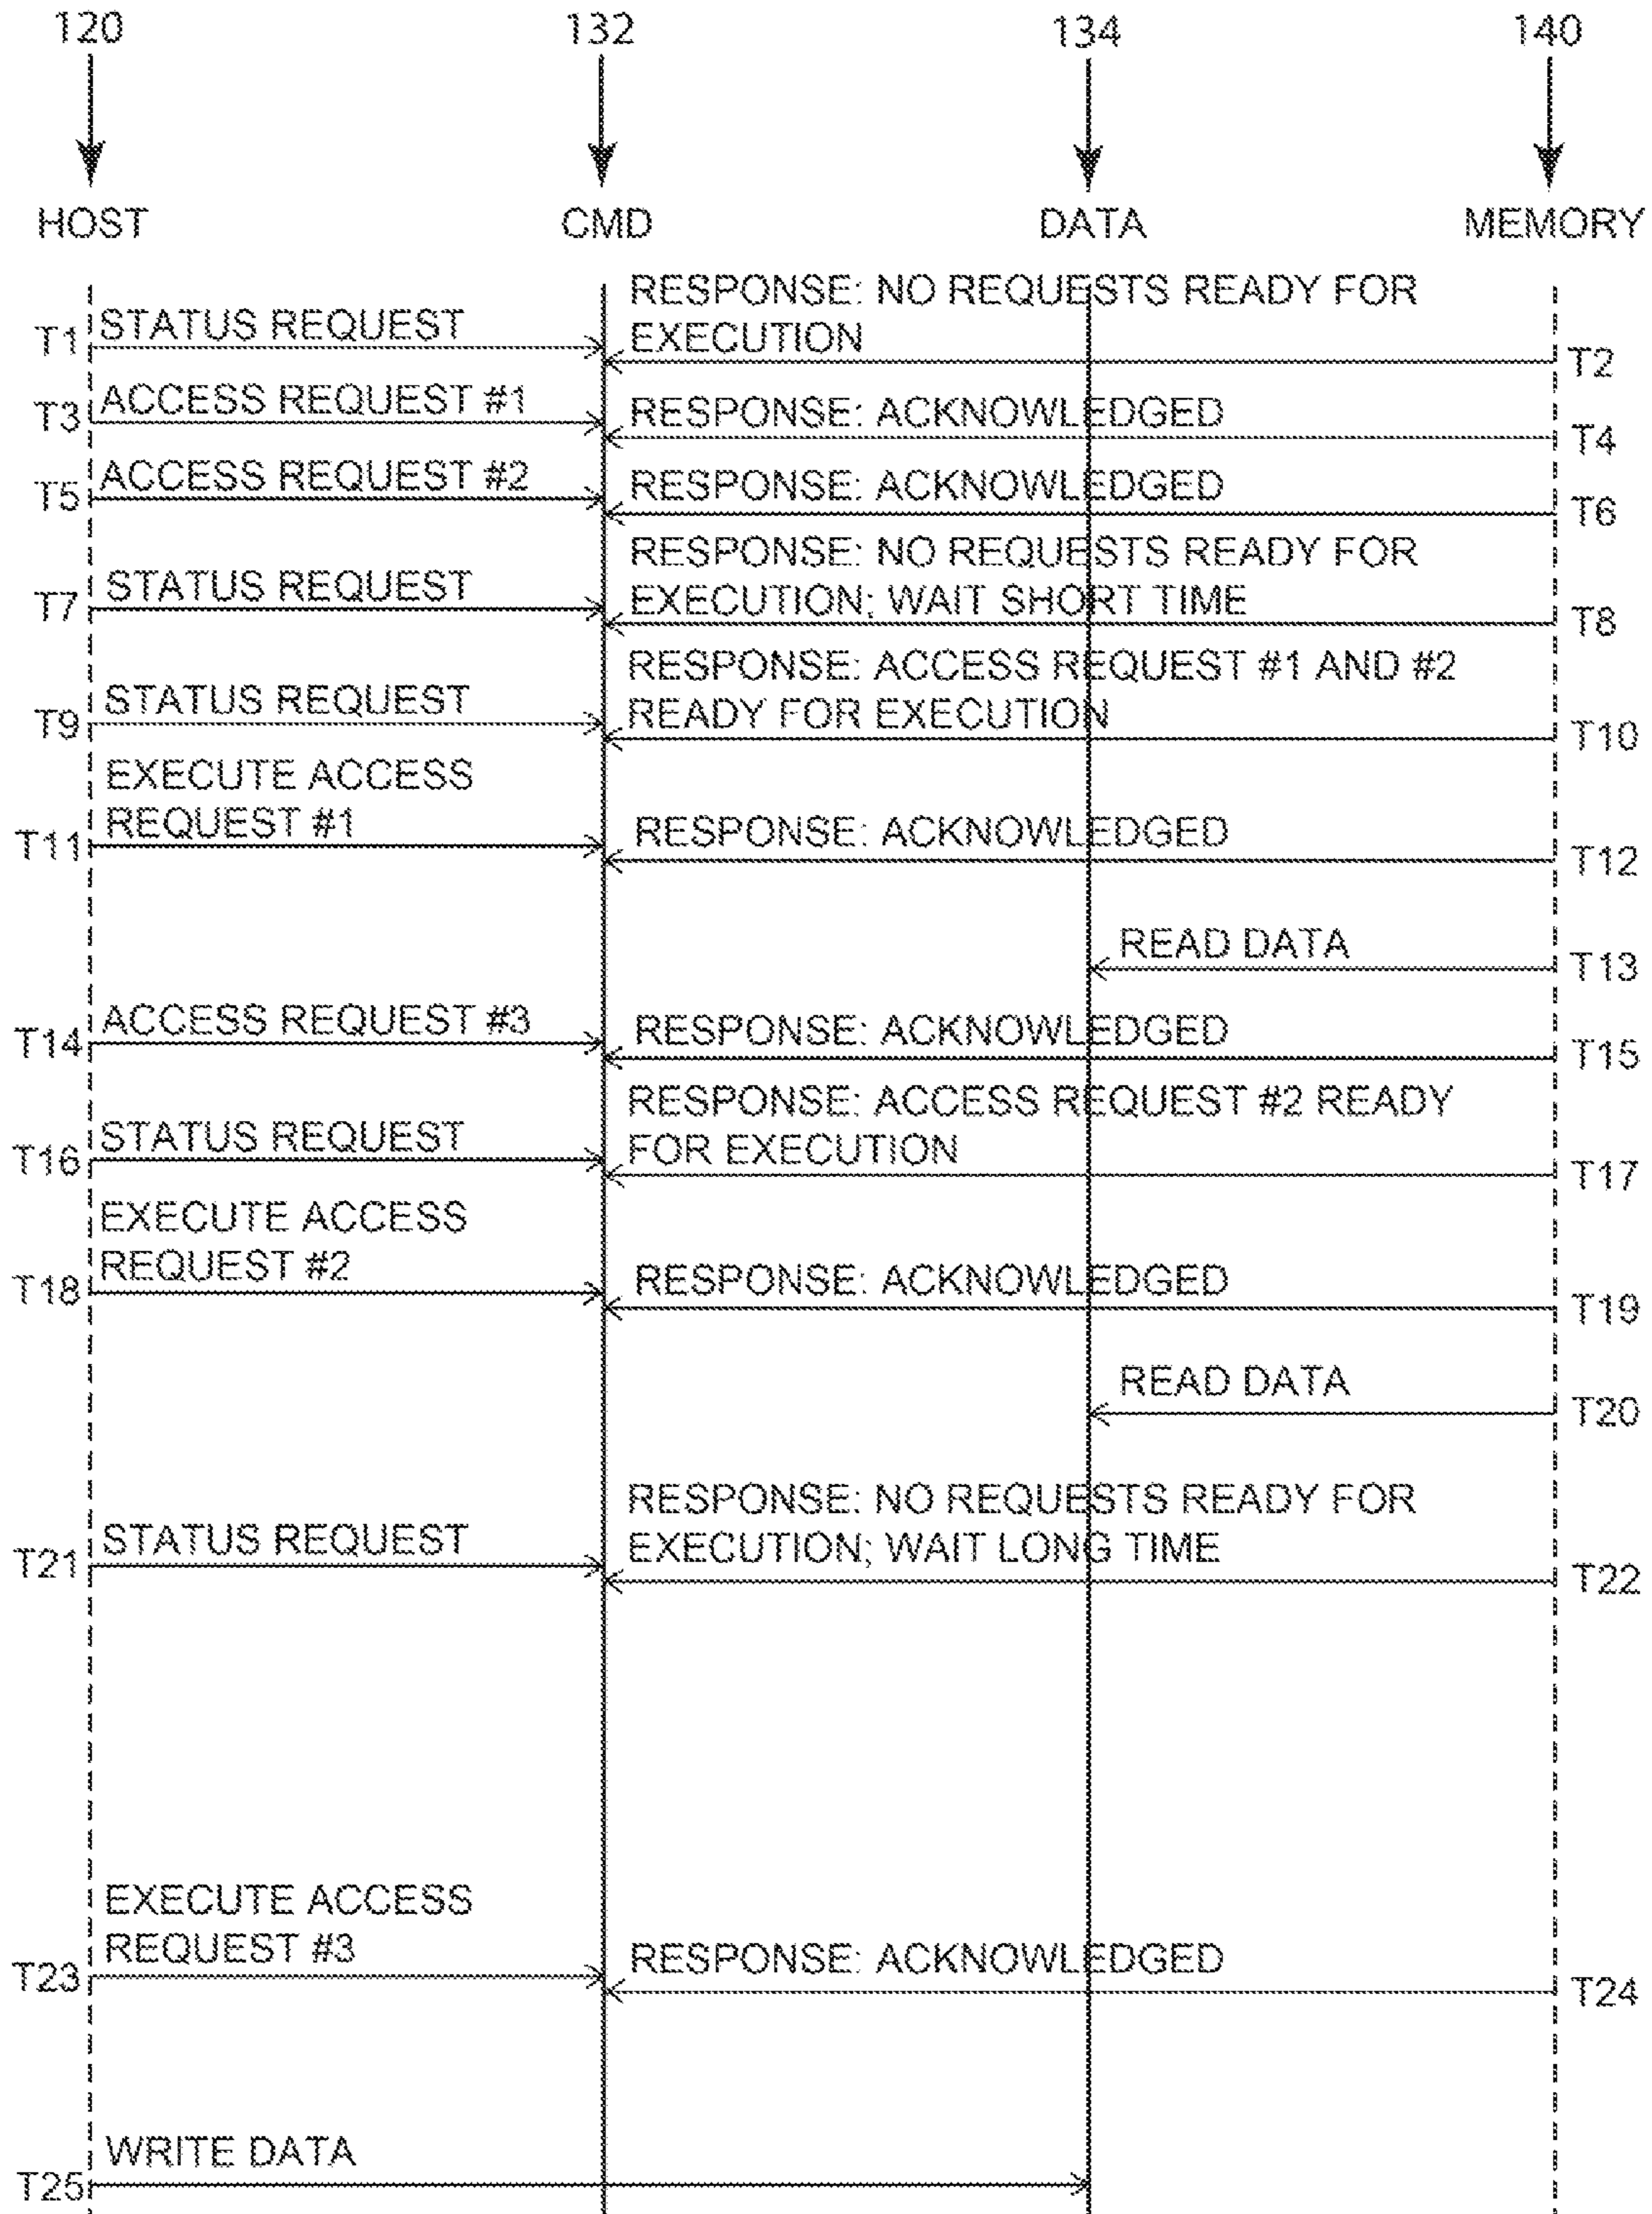 120 132 134 140
HOST CMD DATA MEMORY
RESPONSE: NO REQUESTS READY FOR
T1 STATUS REQUEST EXECUTION T2
T3 ACCESS REQUEST #1 RESPONSE: ACKNOWLEDGED T4
T5 ACCESS REQUEST #2 RESPONSE: ACKNOWLEDGED T6
RESPONSE: NO REQUESTS READY FOR
T7 STATUS REQUEST EXECUTION; WAIT SHORT TIME T8
RESPONSE: ACCESS REQUEST #1 AND #2
T9 STATUS REQUEST READY FOR EXECUTION T10
EXECUTE ACCESS
T11 REQUEST #1 RESPONSE: ACKNOWLEDGED T12
READ DATA T13
T14 ACCESS REQUEST #3 RESPONSE: ACKNOWLEDGED T15
RESPONSE: ACCESS REQUEST #2 READY
T16 STATUS REQUEST FOR EXECUTION T17
EXECUTE ACCESS
T18 REQUEST #2 RESPONSE: ACKNOWLEDGED T19
READ DATA T20
RESPONSE: NO REQUESTS READY FOR
T21 STATUS REQUEST EXECUTION; WAIT LONG TIME T22
EXECUTE ACCESS
T23 REQUEST #3 RESPONSE: ACKNOWLEDGED T24
T25 WRITE DATA